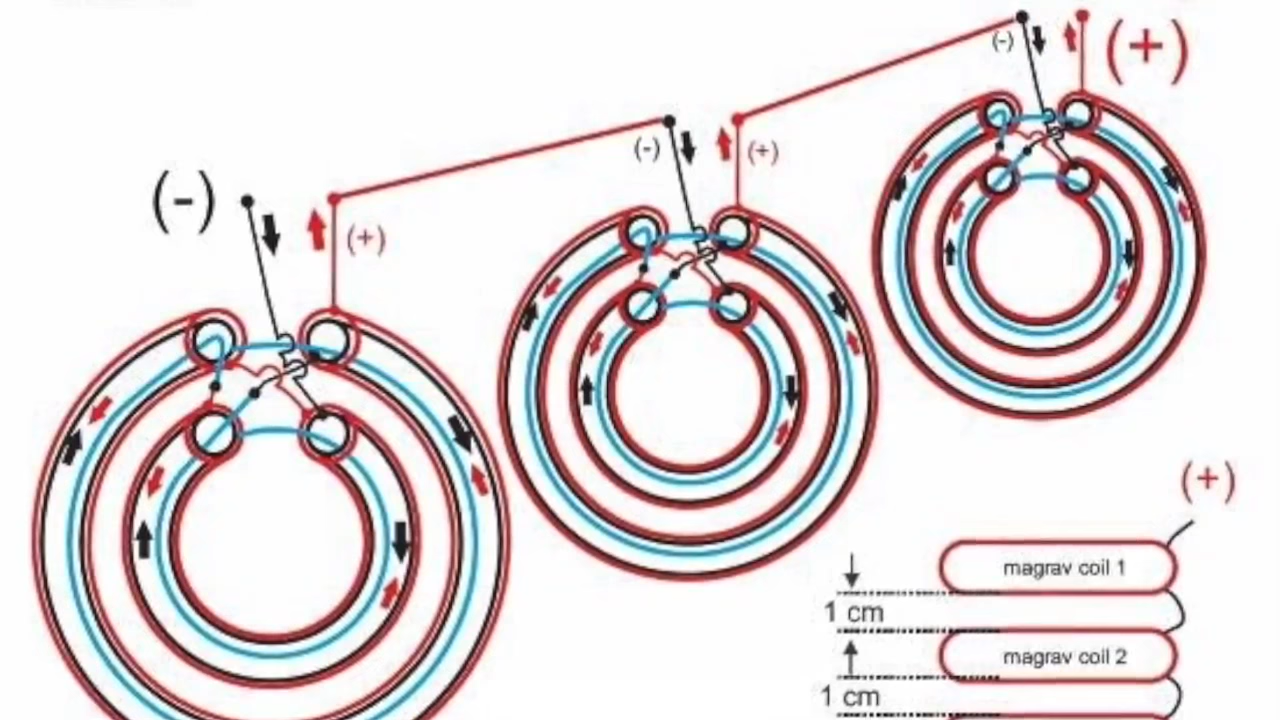 (-)
(+)
(-)
(+)
(-)
(+)
(+)
magrav coil 1
1 cm
magrav coil 2
1 cm